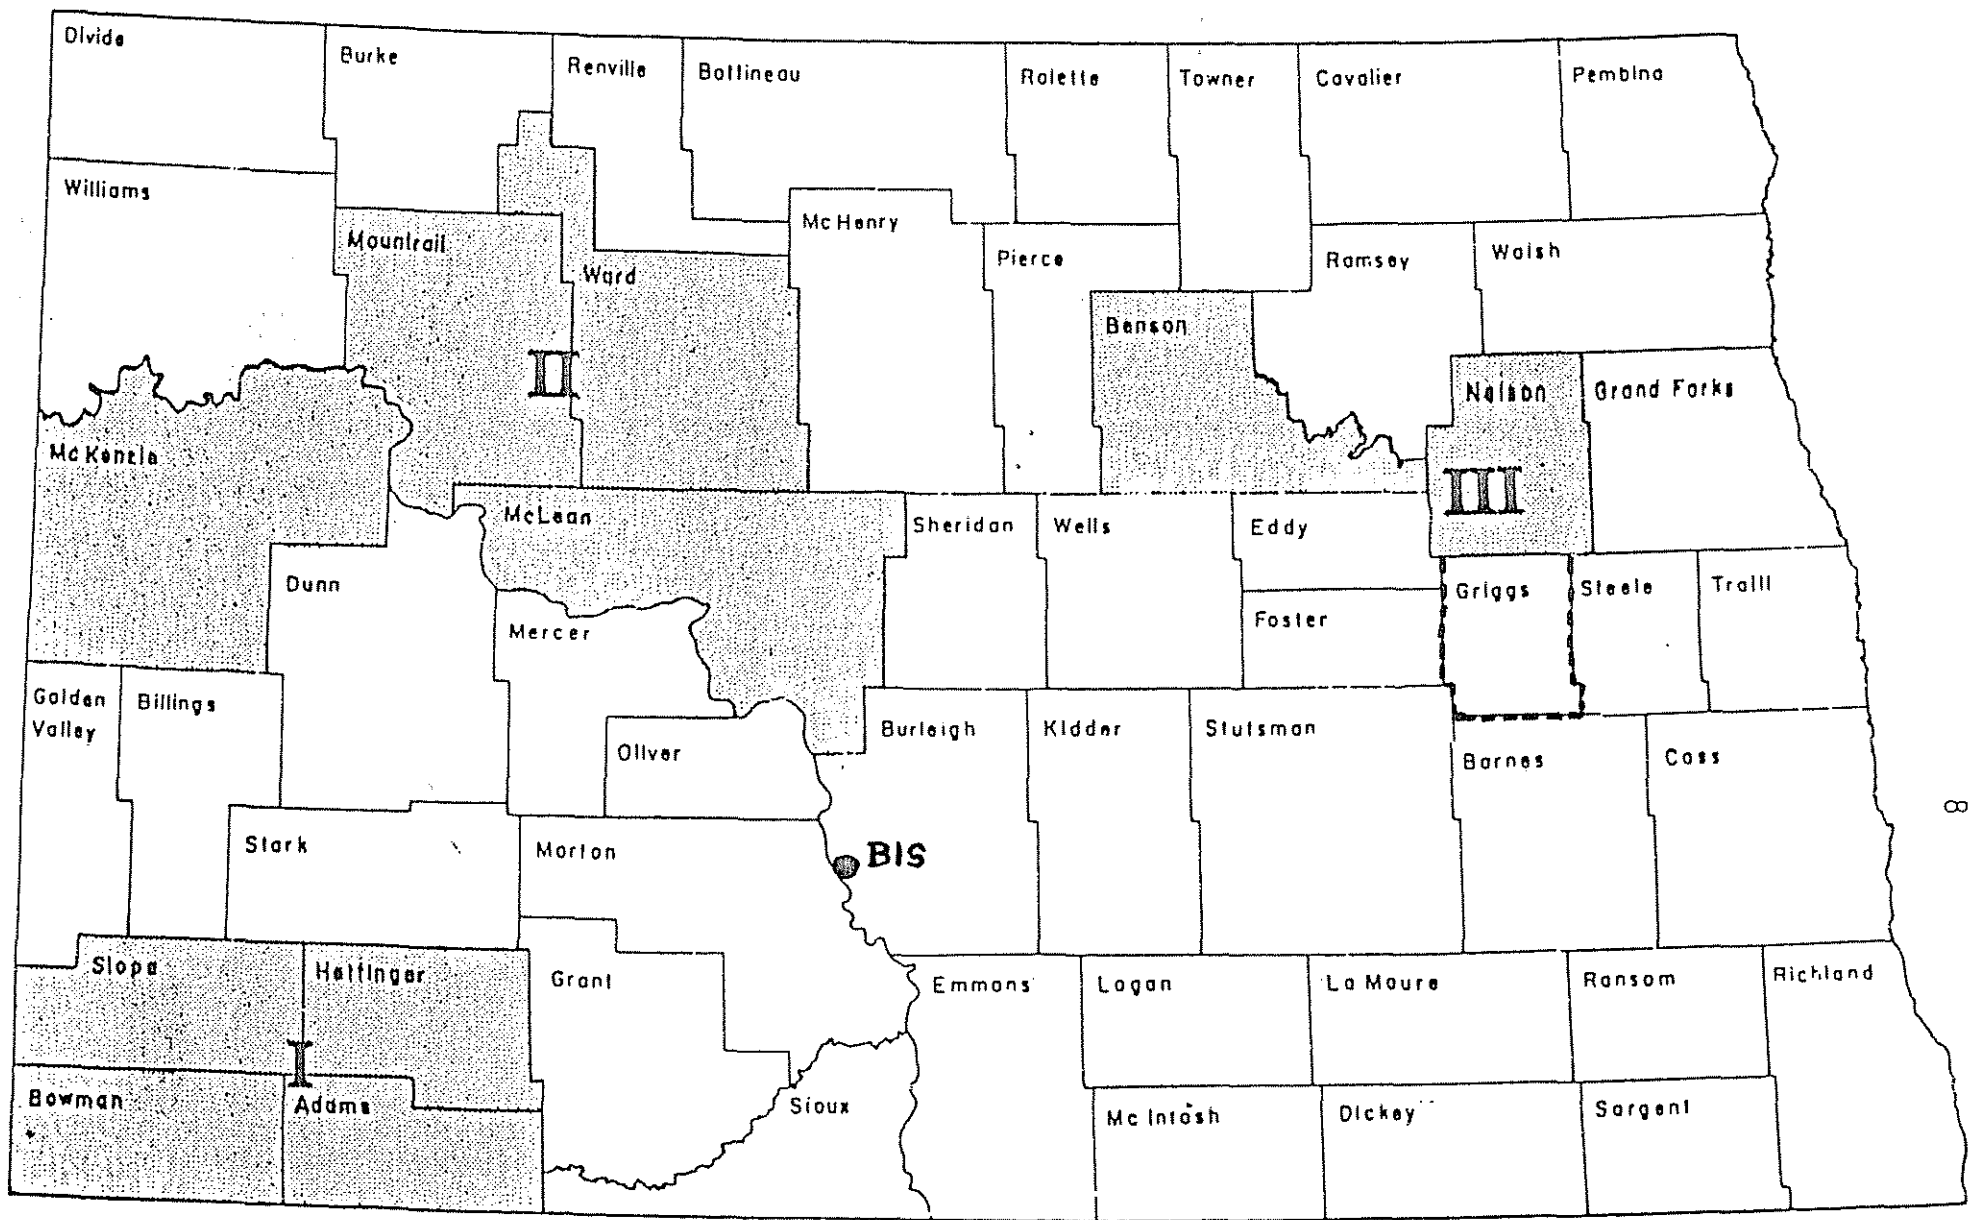 Divide
Burke
Renville
Bottineau
Rolette
Towner
Cavalier
Pembina
Williams
Mountrail
Ward
McHenry
Pierce
Benson
Ramsey
Walsh
Nelson
Grand Forks
II
III
McKenzie
McLean
Sheridan
Wells
Eddy
Foster
Griggs
Steele
Traill
Dunn
Mercer
Golden
Valley
Billings
Oliver
Burleigh
Kidder
Stutsman
Barnes
Cass
8
Stark
Morton
BIS
Slope
Hettinger
Grant
Emmons
Logan
La Moure
Ransom
Richland
I
Bowman
Adams
Sioux
McIntosh
Dickey
Sargent